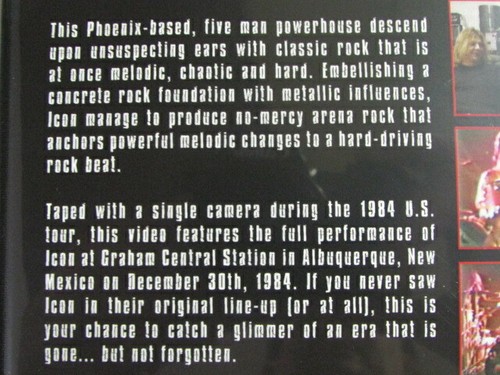 This Phoenix-based, five man powerhouse descend
upon unsuspecting ears with classic rock that is
at once melodic, chaotic and hard. Embellishing a
concrete rock foundation with metallic influences,
Icon manage to produce no-mercy arena rock that
anchors powerful melodic changes to a hard-driving
rock beat.
Taped with a single camera during the 1984 U.S.
tour, this video features the full performance of
Icon at Graham Central Station in Albuquerque, New
Mexico on December 30th, 1984. If you never saw
Icon in their original line-up (or at all), this is
your chance to catch a glimmer of an era that is
gone... but not forgotten.